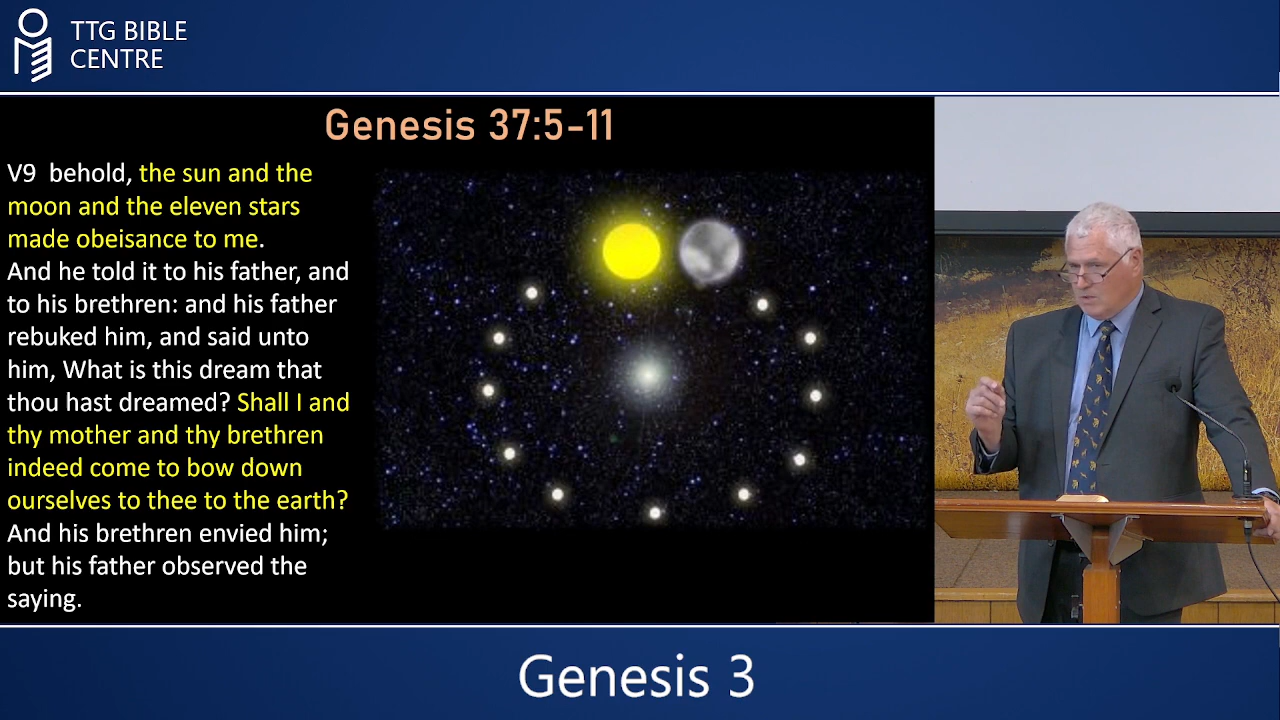 TTG BIBLE
CENTRE
Genesis 37:5-11
V9 behold, the sun and the
moon and the eleven stars
made obeisance to me.
And he told it to his father, and
to his brethren: and his father
rebuked him, and said unto
him, What is this dream that
thou hast dreamed? Shall I and
thy mother and thy brethren
indeed come to bow down
ourselves to thee to the earth?
And his brethren envied him;
but his father observed the
saying.
Genesis 3